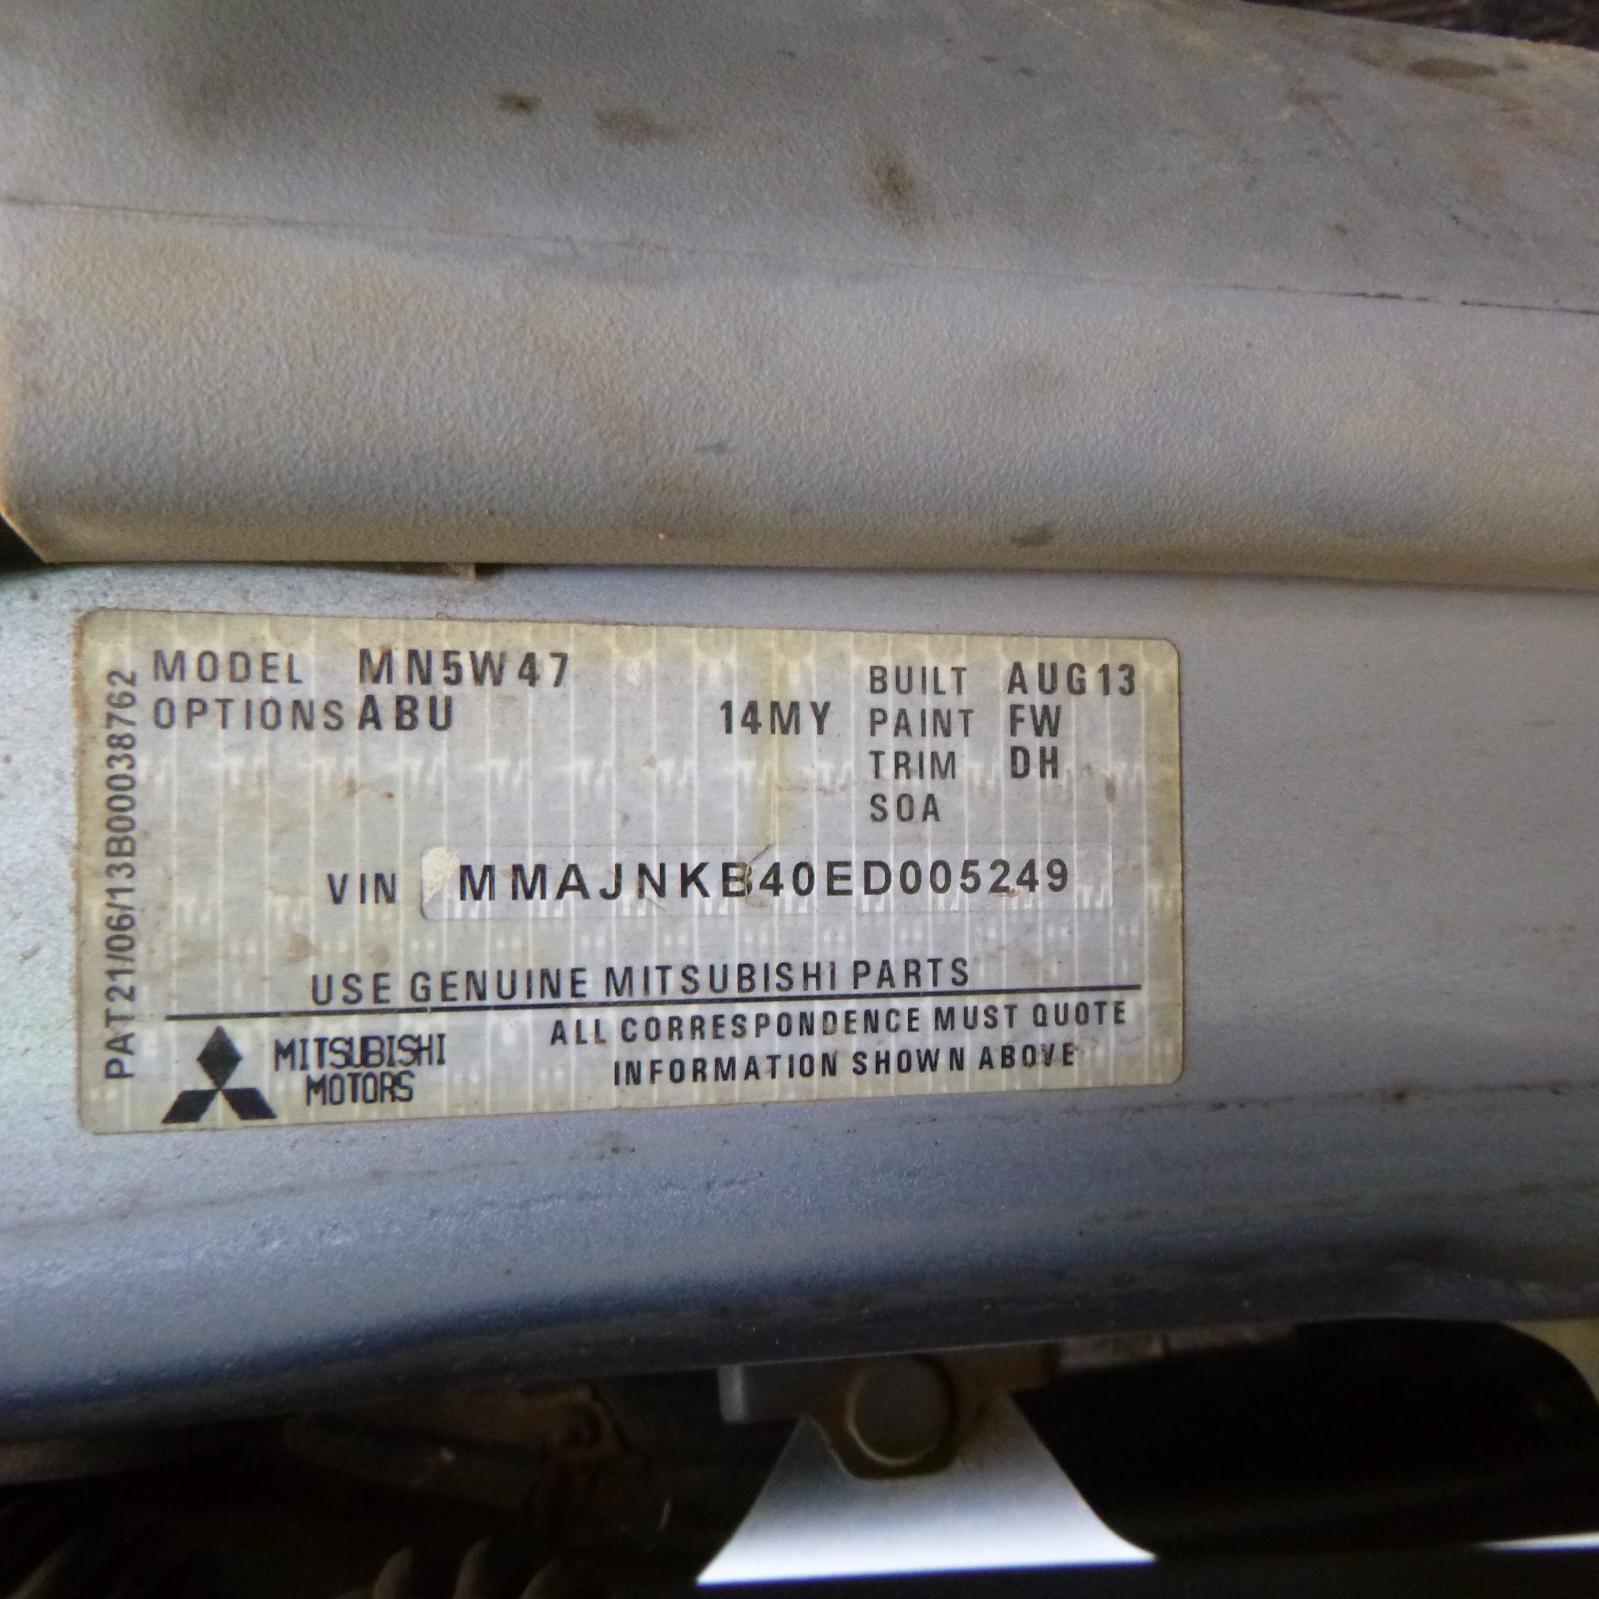 MODEL MN5W47
OPTIONS ABU 14MY
BUILT AUG13
PAINT FW
TRIM DH
SOA
VIN MMAJNKB40ED005249
USE GENUINE MITSUBISHI PARTS
MITSUBISHI
MOTORS
ALL CORRESPONDENCE MUST QUOTE
INFORMATION SHOWN ABOVE
PAT21/06/13B00038762